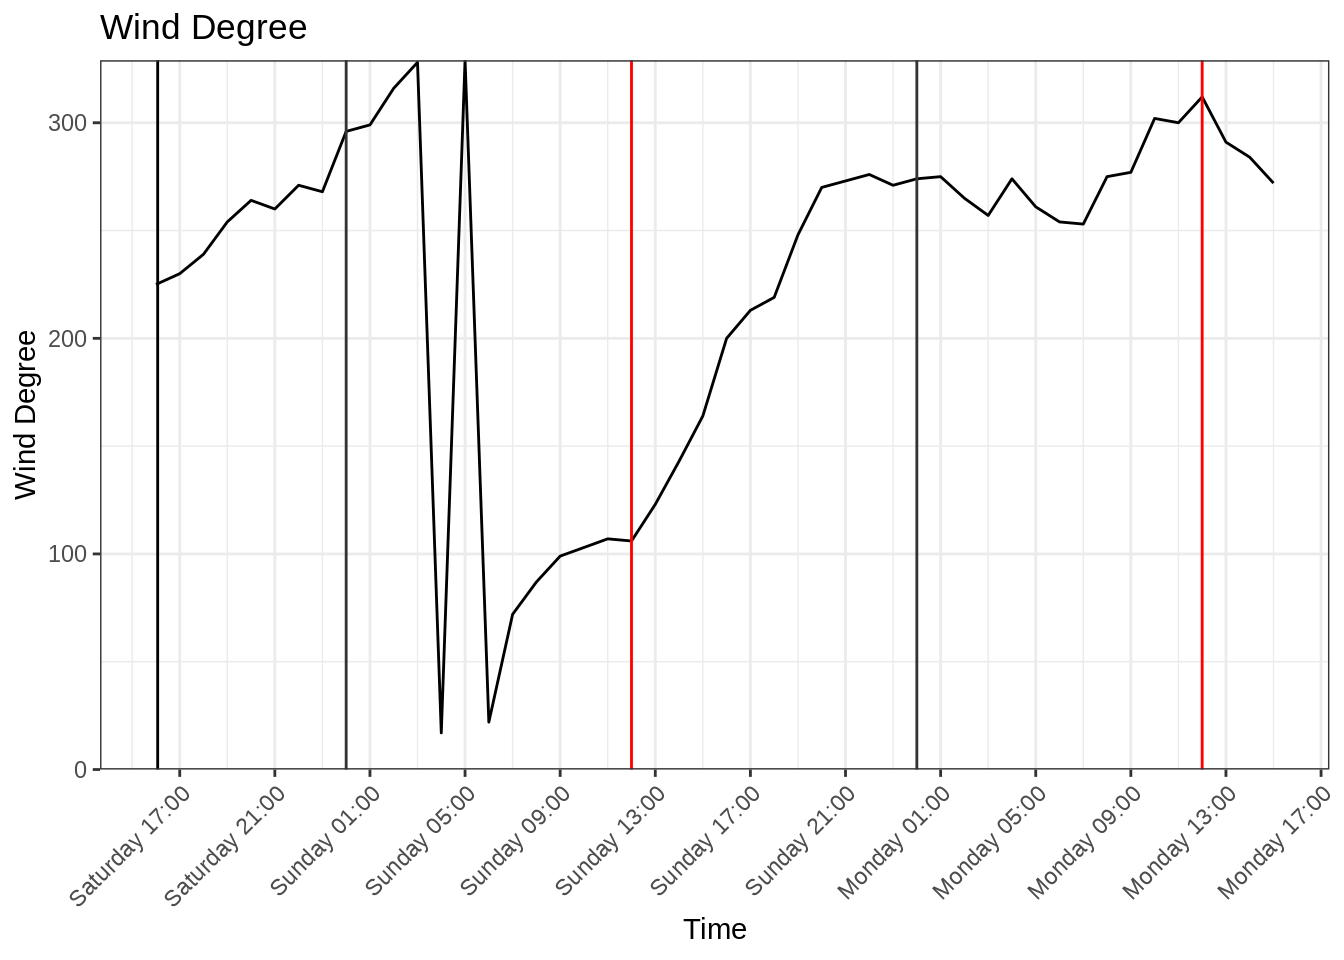 Wind Degree
Wind Degree
300
200
100
0
Saturday 17:00
Saturday 21:00
Sunday 01:00
Sunday 05:00
Sunday 09:00
Sunday 13:00
Sunday 17:00
Sunday 21:00
Monday 01:00
Monday 05:00
Monday 09:00
Monday 13:00
Monday 17:00
Time